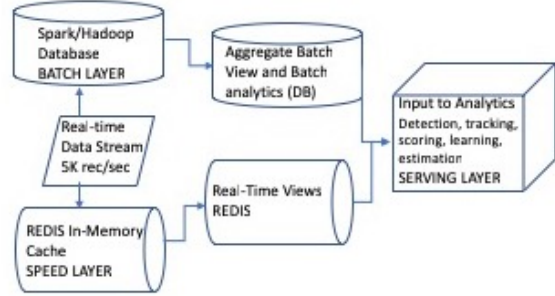 Spark/Hadoop
Database
BATCH LAYER
Aggregate Batch
View and Batch
analytics (DB)
Real-time
Data Stream
5K rec/sec
Input to Analytics
Detection, tracking,
scoring, learning,
estimation
SERVING LAYER
REDIS In-Memory
Cache
SPEED LAYER
Real-Time Views
REDIS